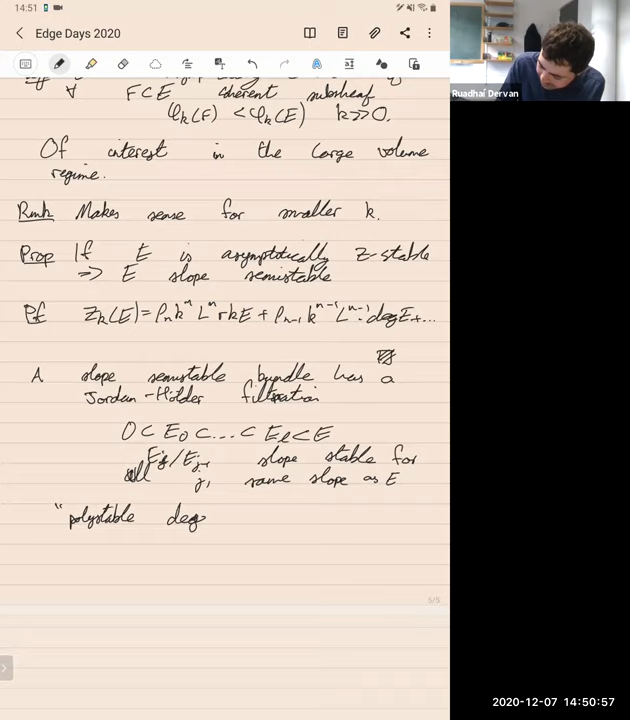 14:51
Edge Days 2020
Ruadhaí Dervan
∀ F⊂E coherent subsheaf
φk(F) < φk(E) k>>0.
Of interest in the large volume
regime.
Rmk Makes sense for smaller k.
Prop If E is asymptotically Z-stable
=> E slope semistable
Pf Zk(E) = ρn k^n L^n rkE + ρn-1 k^n-1 L^n-1. degE + ...
A slope semistable bundle has a
Jordan-Hölder filtration
0 ⊂ E0 ⊂ ... ⊂ El ⊂ E
Ej/Ej-1 slope stable for
all j, same slope as E
"polystable deg
5/5
2020-12-07 14:50:57